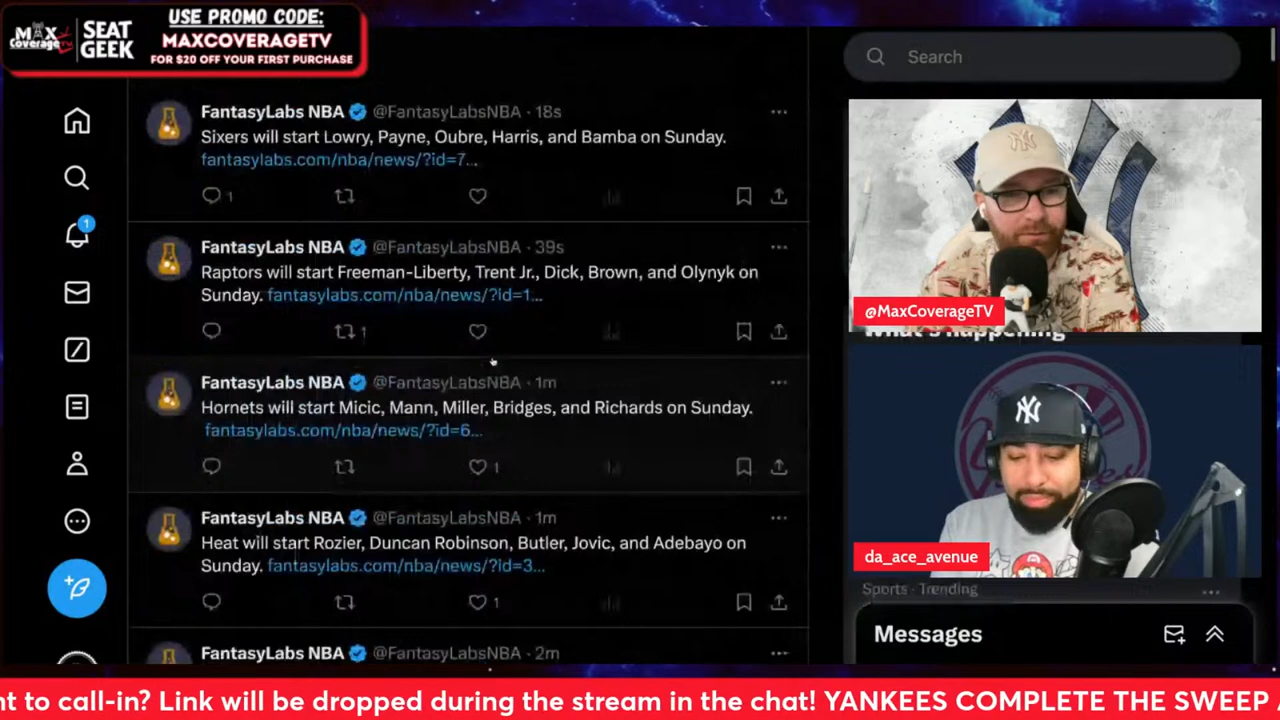 MAX
CoverageTV
SEAT
GEEK
USE PROMO CODE:
MAXCOVERAGETV
FOR $20 OFF YOUR FIRST PURCHASE
Search
FantasyLabs NBA @FantasyLabsNBA · 18s
Sixers will start Lowry, Payne, Oubre, Harris, and Bamba on Sunday.
fantasylabs.com/nba/news/?id=7...
1
FantasyLabs NBA @FantasyLabsNBA · 39s
Raptors will start Freeman-Liberty, Trent Jr., Dick, Brown, and Olynyk on
Sunday. fantasylabs.com/nba/news/?id=1...
1
FantasyLabs NBA @FantasyLabsNBA · 1m
Hornets will start Micic, Mann, Miller, Bridges, and Richards on Sunday.
fantasylabs.com/nba/news/?id=6...
1
FantasyLabs NBA @FantasyLabsNBA · 1m
Heat will start Rozier, Duncan Robinson, Butler, Jovic, and Adebayo on
Sunday. fantasylabs.com/nba/news/?id=3...
1
FantasyLabs NBA @FantasyLabsNBA · 2m
1
@MaxCoverageTV
What's happening
da_ace_avenue
Sports · Trending
Messages
nt to call-in? Link will be dropped during the stream in the chat! YANKEES COMPLETE THE SWEEP